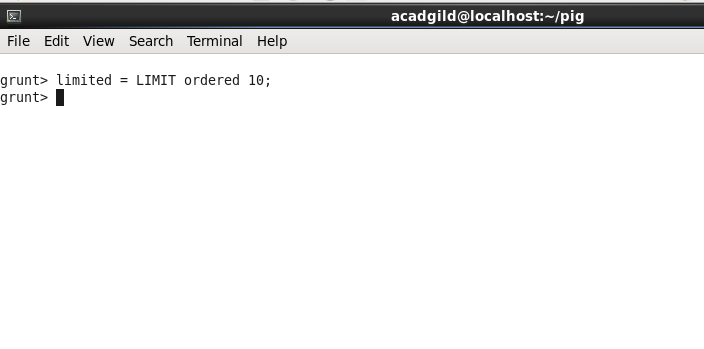 acadgild@localhost:~/pig
File Edit View Search Terminal Help
grunt> limited = LIMIT ordered 10;
grunt>